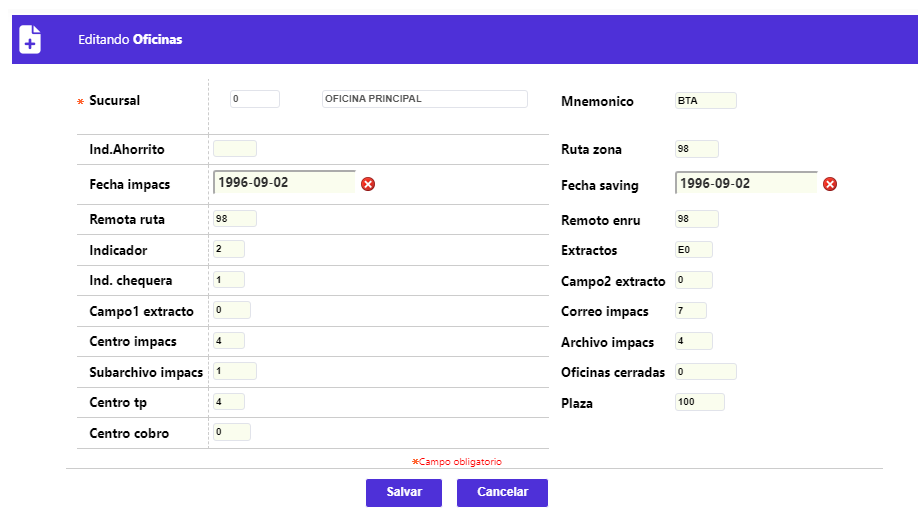 Editando Oficinas
* Sucursal 0 OFICINA PRINCIPAL Mnemonico BTA
Ind.Ahorrito Ruta zona 98
Fecha impacs 1996-09-02 Fecha saving 1996-09-02
Remota ruta 98 Remoto enru 98
Indicador 2 Extractos E0
Ind. chequera 1 Campo2 extracto 0
Campo1 extracto 0 Correo impacs 7
Centro impacs 4 Archivo impacs 4
Subarchivo impacs 1 Oficinas cerradas 0
Centro tp 4 Plaza 100
Centro cobro 0
*Campo obligatorio
Salvar Cancelar